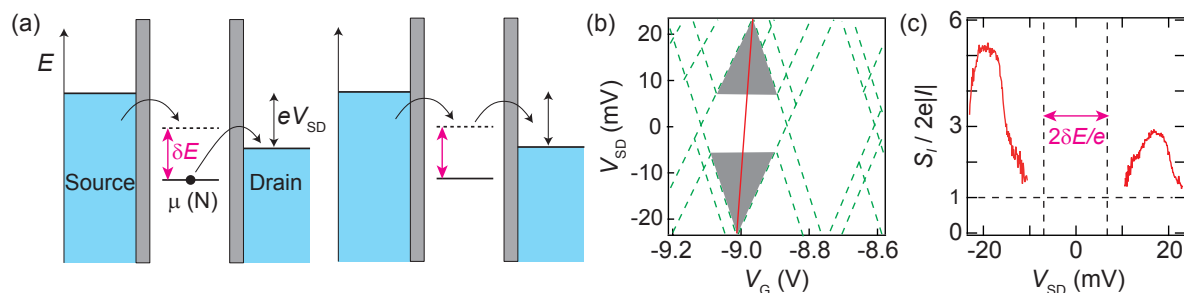 (a)
E
Source
δE
μ (N)
eV_SD
Drain
(b)
V_SD (mV)
20
10
0
-10
-20
-9.2 -9.0 -8.8 -8.6
V_G (V)
(c)
S_I / 2e|I|
6
3
1
0
2δE/e
-20 0 20
V_SD (mV)